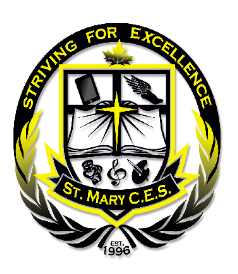 STRIVING FOR EXCELLENCE
ST. MARY C.E.S.
EST.
1996